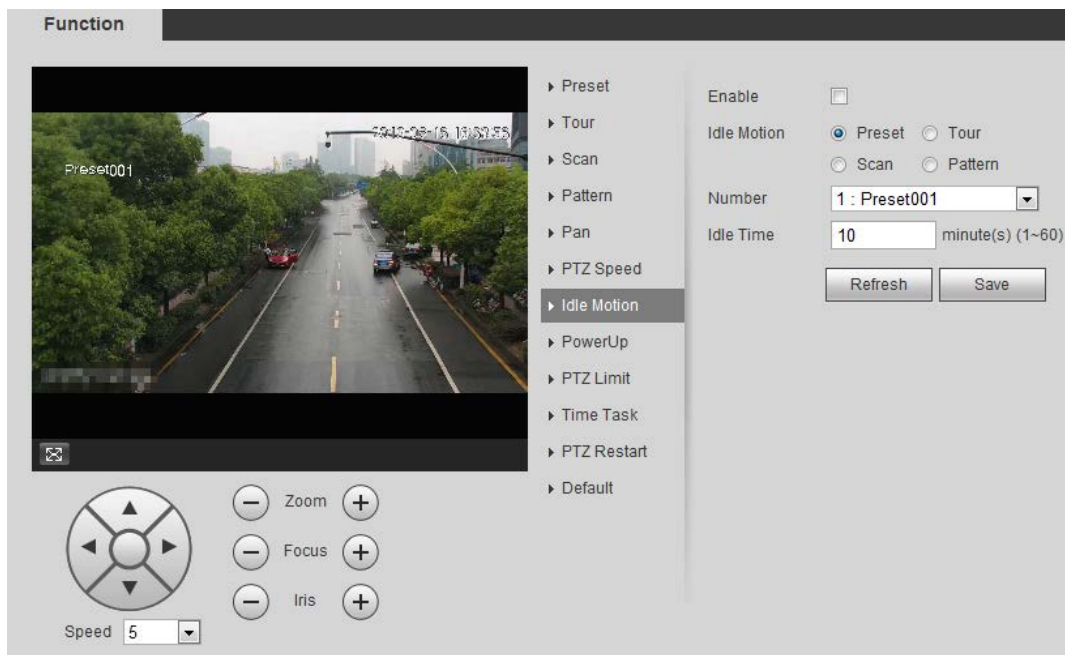 Function
Preset001
Preset
Tour
Scan
Pattern
Pan
PTZ Speed
Idle Motion
PowerUp
PTZ Limit
Time Task
PTZ Restart
Default
Enable
Idle Motion Preset Tour
Scan Pattern
Number 1 : Preset001
Idle Time 10 minute(s) (1~60)
Refresh Save
Zoom
Focus
Iris
Speed 5